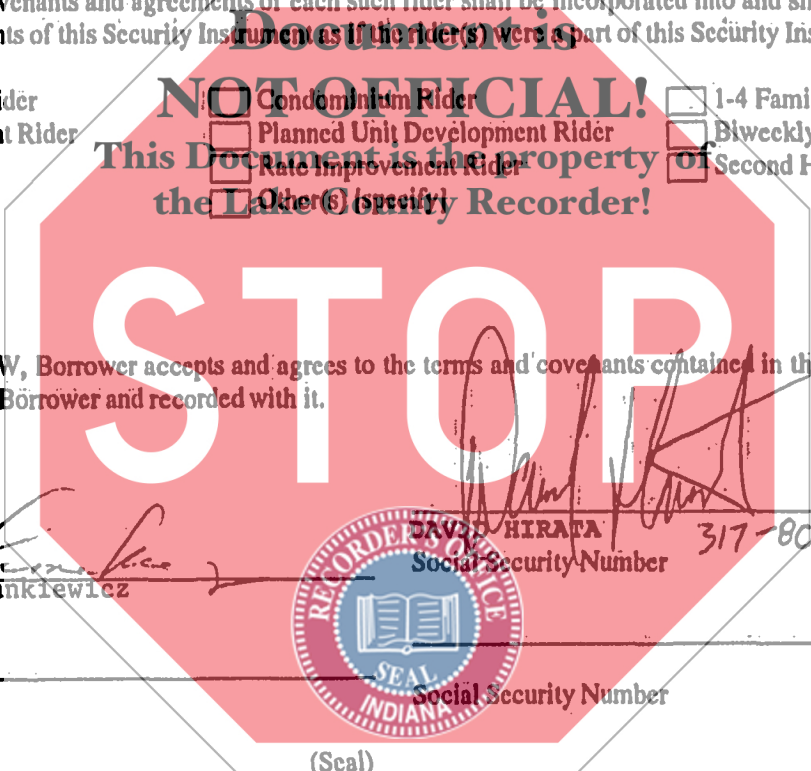 venants and agreements of each such rider shall be incorporated into and sh
nts of this Security Instrument as if the rider(s) were a part of this Security Ins
Document is
NOT OFFICIAL!
This Document is the property of
the Lake County Recorder!
ider
Condominium Rider
1-4 Fami
t Rider
Planned Unit Development Rider
Biweekly
Rate Improvement Rider
Second H
Other(s) [specify]
STOP
W, Borrower accepts and agrees to the terms and covenants contained in th
Borrower and recorded with it.
DAVID HIRATA
317-80
Social Security Number
nkiewicz
RECORDER'S OFFICE
SEAL
INDIANA
Social Security Number
(Seal)